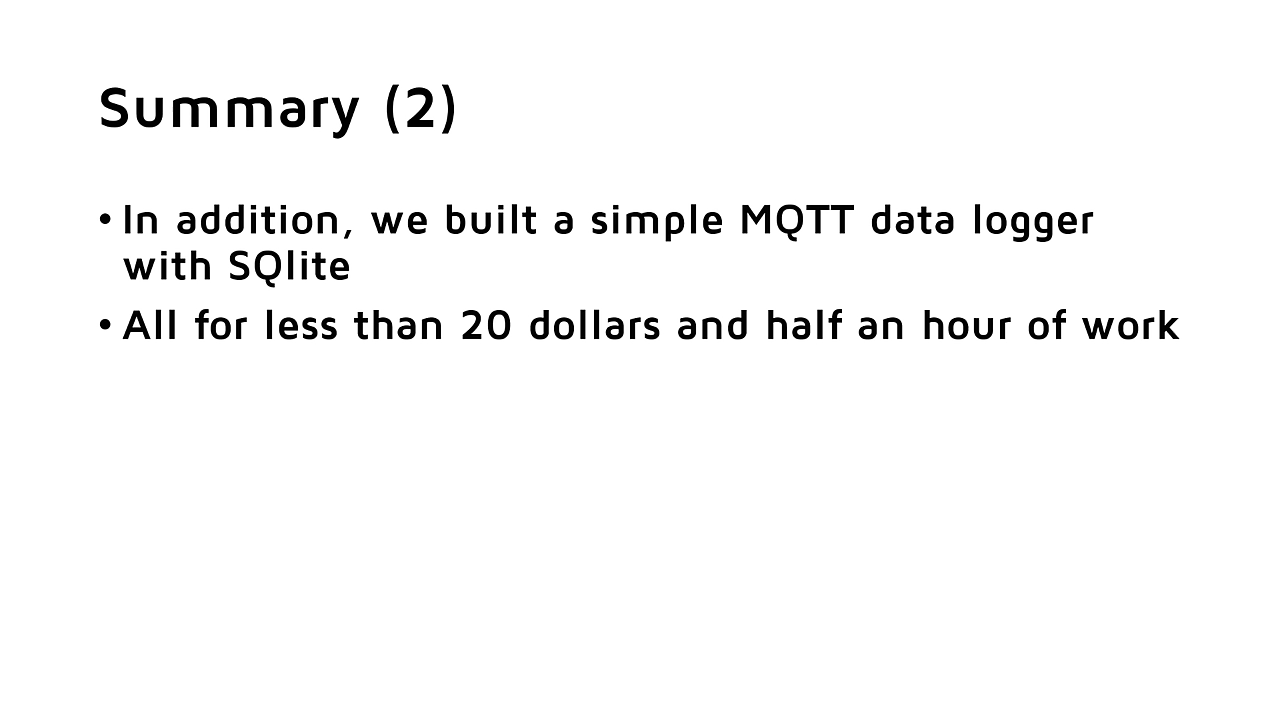 Summary (2)
• In addition, we built a simple MQTT data logger
with SQlite
• All for less than 20 dollars and half an hour of work